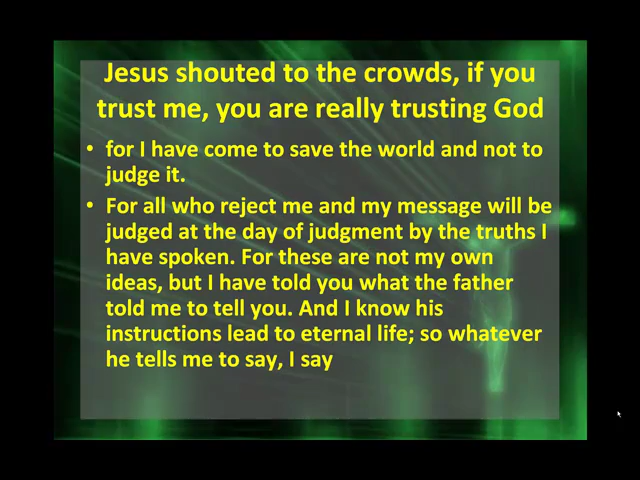 Jesus shouted to the crowds, if you
trust me, you are really trusting God
• for I have come to save the world and not to
judge it.
• For all who reject me and my message will be
judged at the day of judgment by the truths I
have spoken. For these are not my own
ideas, but I have told you what the father
told me to tell you. And I know his
instructions lead to eternal life; so whatever
he tells me to say, I say